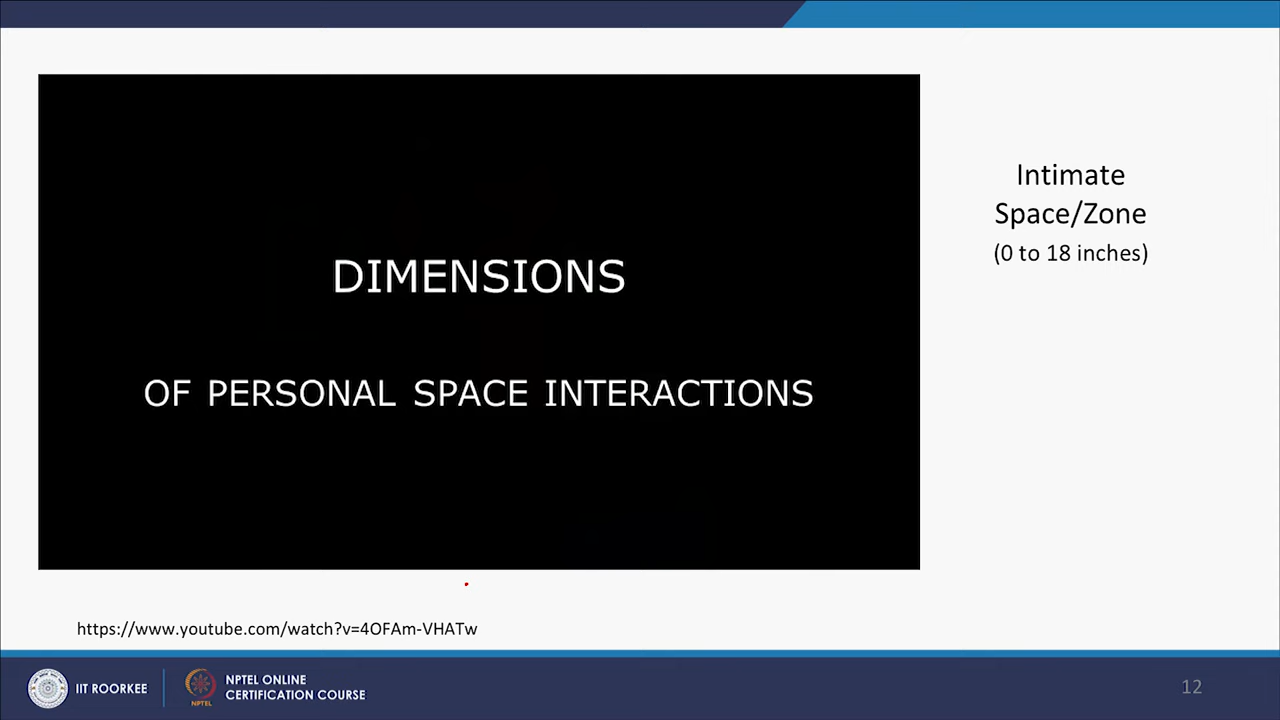 DIMENSIONS
OF PERSONAL SPACE INTERACTIONS
Intimate
Space/Zone
(0 to 18 inches)
https://www.youtube.com/watch?v=4OFAm-VHATw
IIT ROORKEE
NPTEL
NPTEL ONLINE
CERTIFICATION COURSE
12